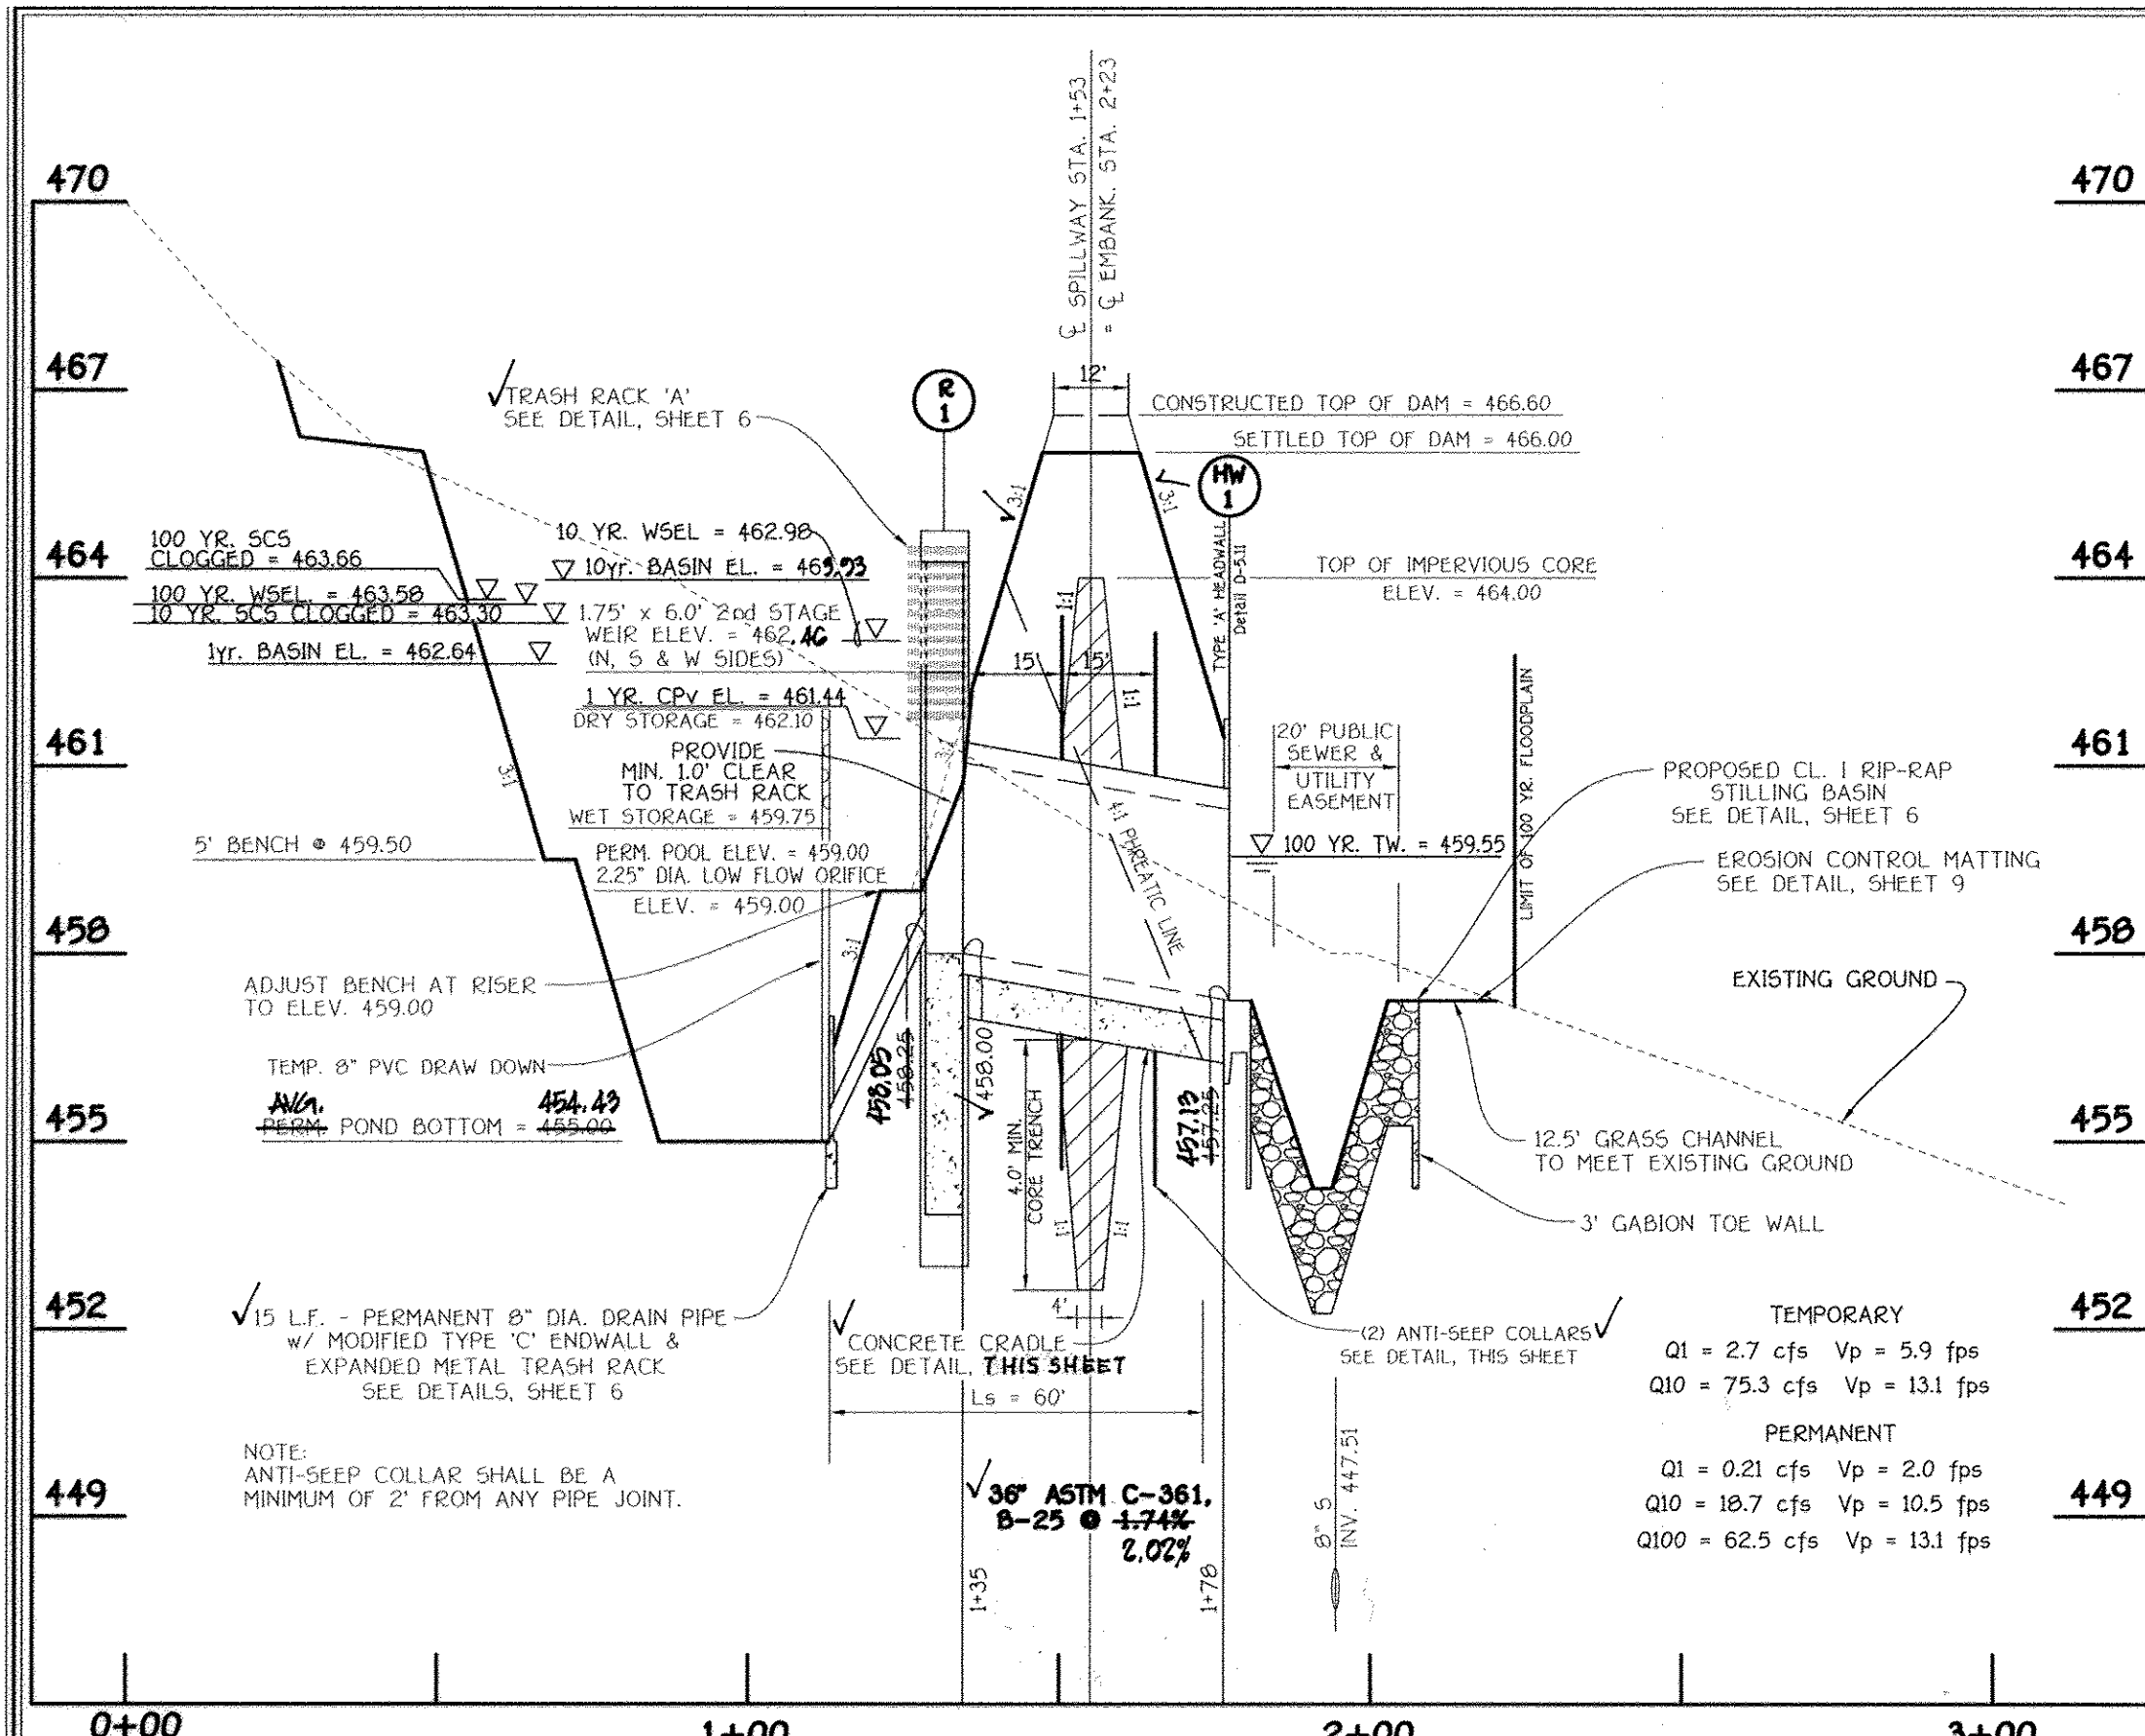 ℄ SPILLWAY STA. 1+53
= ℄ EMBANK. STA. 2+23
470
470
467
467
TRASH RACK 'A'
SEE DETAIL, SHEET 6
R
1
12'
CONSTRUCTED TOP OF DAM = 466.60
SETTLED TOP OF DAM = 466.00
HW
1
3:1
3:1
TYPE 'A' HEADWALL
Detail D-5.11
464
464
100 YR. SCS
CLOGGED = 463.66
100 YR. WSEL. = 463.58
10 YR. SCS CLOGGED = 463.30
1yr. BASIN EL. = 462.64
10 YR. WSEL = 462.98
1.75' x 6.0' 2nd STAGE
WEIR ELEV. = 462.46
(N, S & W SIDES)
1 YR. CPv EL. = 461.44
DRY STORAGE = 462.10
TOP OF IMPERVIOUS CORE
ELEV. = 464.00
1:1
15'
15'
1:1
461
461
PROVIDE
MIN. 1.0' CLEAR
TO TRASH RACK
WET STORAGE = 459.75
3:1
3:1
20' PUBLIC
SEWER &
UTILITY
EASEMENT
LIMIT OF 100 YR. FLOODPLAIN
PROPOSED CL. I RIP-RAP
STILLING BASIN
SEE DETAIL, SHEET 6
5' BENCH @ 459.50
PERM. POOL ELEV. = 459.00
2.25" DIA. LOW FLOW ORIFICE
ELEV. = 459.00
4:1 PHREATIC LINE
100 YR. TW. = 459.55
EROSION CONTROL MATTING
SEE DETAIL, SHEET 9
458
458
3:1
ADJUST BENCH AT RISER
TO ELEV. 459.00
EXISTING GROUND
TEMP. 8" PVC DRAW DOWN
458.05
458.25
458.00
4.0' MIN.
CORE TRENCH
457.13
457.25
AVG. 454.43
PERM. POND BOTTOM = 455.00
455
455
12.5' GRASS CHANNEL
TO MEET EXISTING GROUND
1:1
1:1
3' GABION TOE WALL
452
452
15 L.F. - PERMANENT 8" DIA. DRAIN PIPE
w/ MODIFIED TYPE 'C' ENDWALL &
EXPANDED METAL TRASH RACK
SEE DETAILS, SHEET 6
4'
CONCRETE CRADLE
SEE DETAIL, THIS SHEET
Ls = 60'
(2) ANTI-SEEP COLLARS
SEE DETAIL, THIS SHEET
TEMPORARY
Q1 = 2.7 cfs Vp = 5.9 fps
Q10 = 75.3 cfs Vp = 13.1 fps
PERMANENT
Q1 = 0.21 cfs Vp = 2.0 fps
Q10 = 18.7 cfs Vp = 10.5 fps
Q100 = 62.5 cfs Vp = 13.1 fps
NOTE:
ANTI-SEEP COLLAR SHALL BE A
MINIMUM OF 2' FROM ANY PIPE JOINT.
449
449
36" ASTM C-361,
B-25 @ 1.74%
2.02%
8" S
INV. 447.51
1+35
1+78
0+00
1+00
2+00
3+00